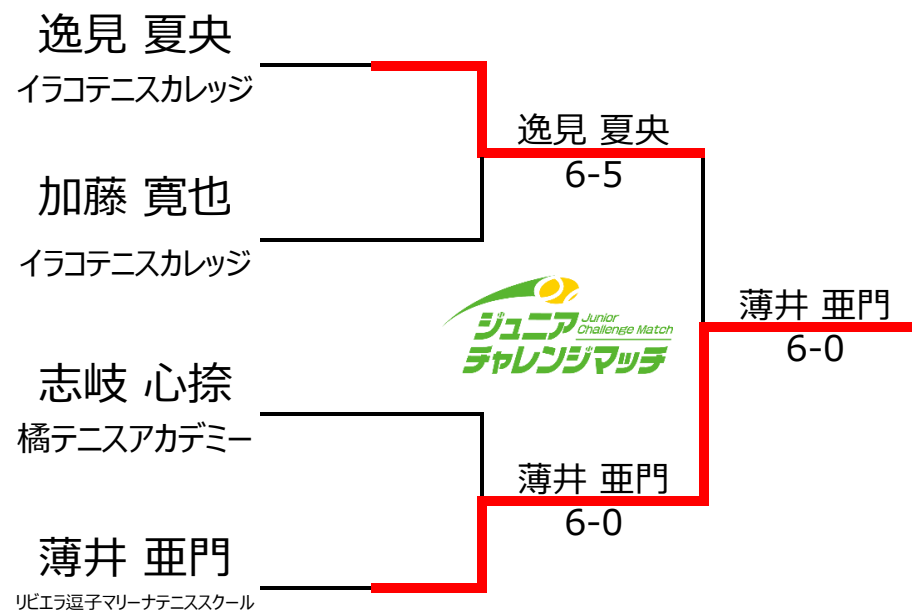 逸見 夏央
イラコテニスカレッジ
逸見 夏央
6-5
加藤 寛也
イラコテニスカレッジ
ジュニア
Junior
Challenge Match
チャレンジマッチ
薄井 亜門
6-0
志岐 心捺
橘テニスアカデミー
薄井 亜門
6-0
薄井 亜門
リビエラ逗子マリーナテニススクール